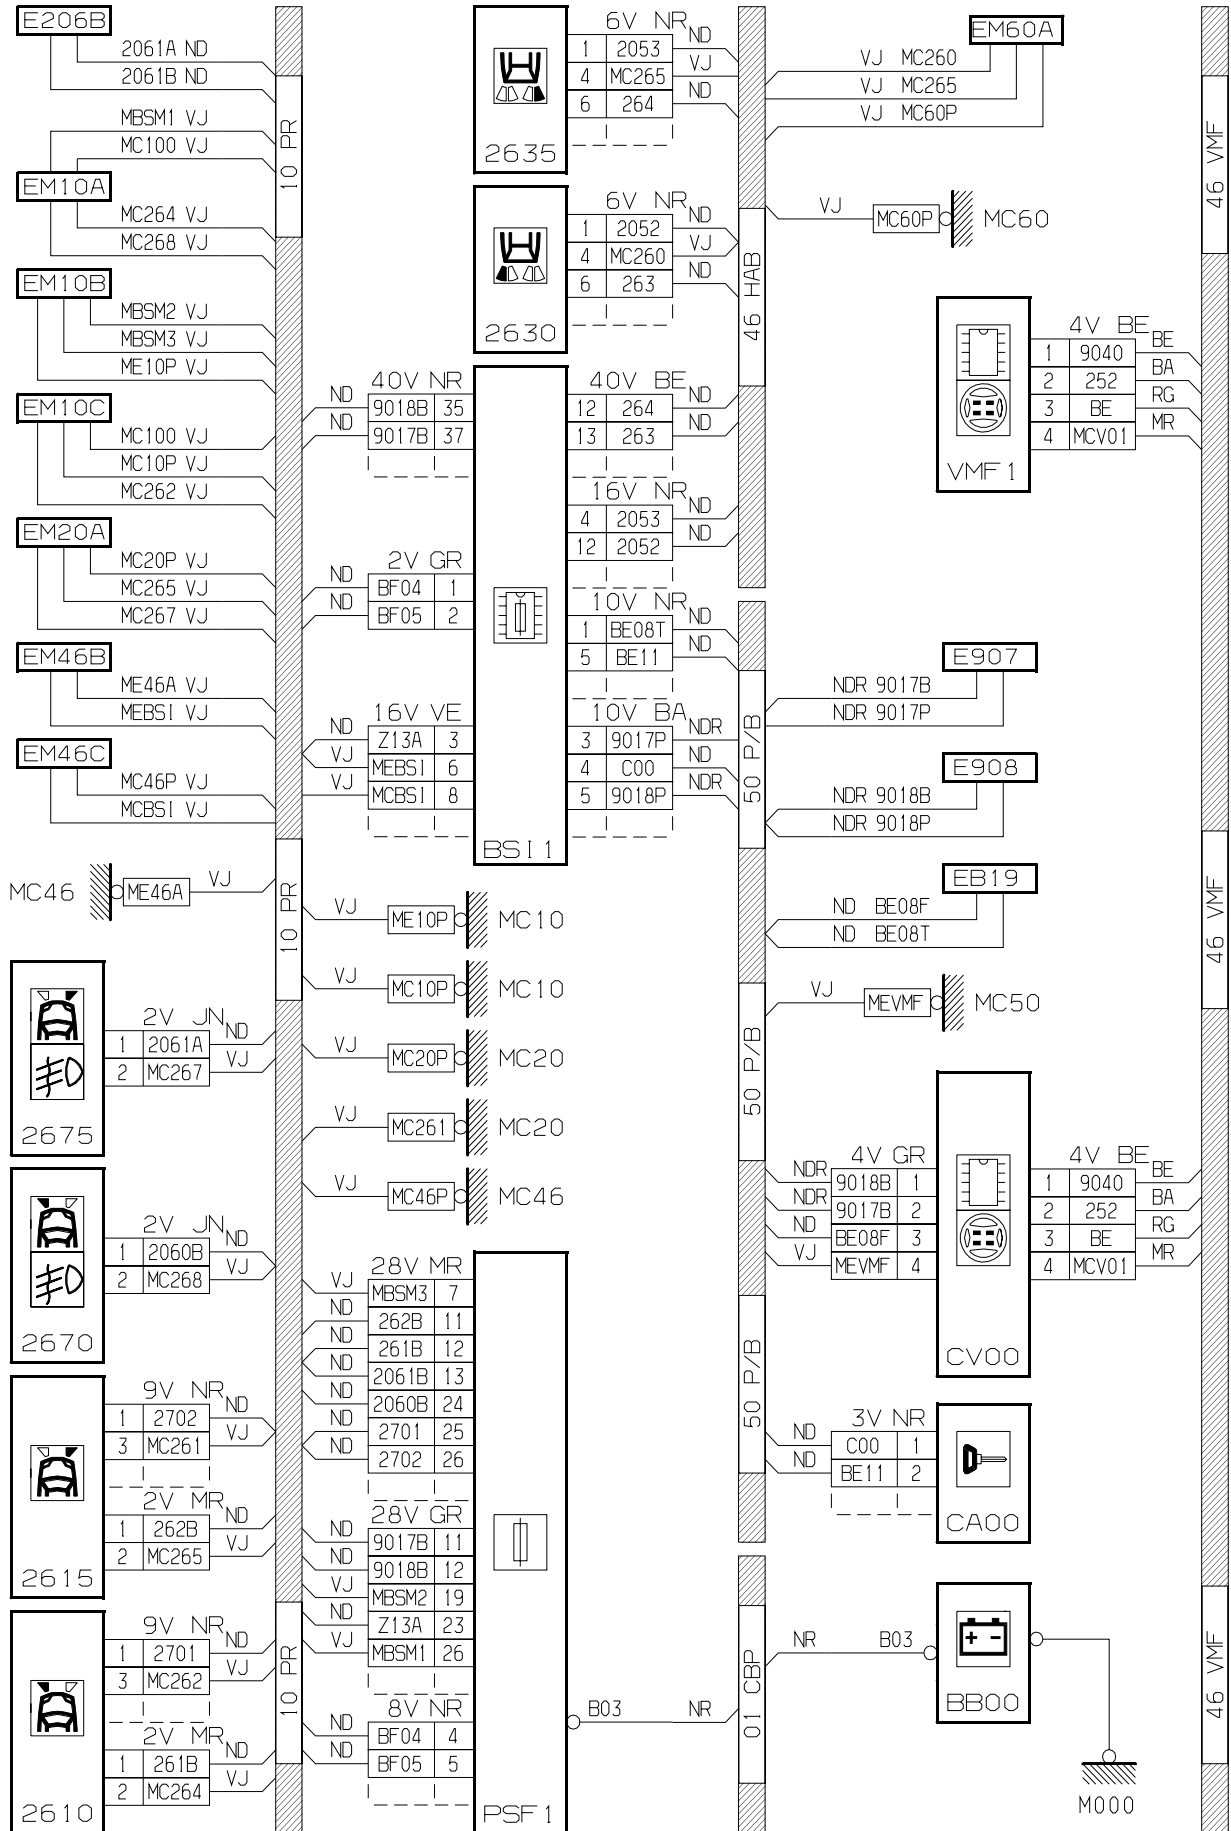 E206B
2061A ND
2061B ND
MBSM1 VJ
MC100 VJ
EM10A
MC264 VJ
MC268 VJ
EM10B
MBSM2 VJ
MBSM3 VJ
ME10P VJ
EM10C
MC100 VJ
MC10P VJ
MC262 VJ
EM20A
MC20P VJ
MC265 VJ
MC267 VJ
EM46B
ME46A VJ
MEBSI VJ
EM46C
MC46P VJ
MCBSI VJ
MC46 ME46A VJ
2V JN
1 2061A ND
2 MC267 VJ
2675
2V JN
1 2060B ND
2 MC268 VJ
2670
9V NR
1 2702 ND
3 MC261 VJ
2V MR
1 262B ND
2 MC265 VJ
2615
9V NR
1 2701 ND
3 MC262 VJ
2V MR
1 261B ND
2 MC264 VJ
2610
10 PR
10 PR
10 PR
6V NR
1 2053 ND
4 MC265 VJ
6 264 ND
2635
6V NR
1 2052 ND
4 MC260 VJ
6 263 ND
2630
40V NR
ND 9018B 35
ND 9017B 37
2V GR
ND BF04 1
ND BF05 2
16V VE
ND Z13A 3
VJ MEBSI 6
VJ MCBSI 8
40V BE
12 264 ND
13 263 ND
16V NR
4 2053 ND
12 2052 ND
10V NR
1 BE08T ND
5 BE11 ND
10V BA
3 9017P NDR
4 C00 ND
5 9018P NDR
BSI1
VJ ME10P MC10
VJ MC10P MC10
VJ MC20P MC20
VJ MC261 MC20
VJ MC46P MC46
28V MR
VJ MBSM3 7
ND 262B 11
ND 261B 12
ND 2061B 13
ND 2060B 24
ND 2701 25
ND 2702 26
28V GR
ND 9017B 11
ND 9018B 12
VJ MBSM2 19
ND Z13A 23
VJ MBSM1 26
8V NR
ND BF04 4
ND BF05 5
PSF1
B03 NR
46 HAB
50 P/B
50 P/B
50 P/B
01 CBP
EM60A
VJ MC260
VJ MC265
VJ MC60P
VJ MC60P MC60
4V BE
1 9040 BE
2 252 BA
3 BE RG
4 MCV01 MR
VMF1
E907
NDR 9017B
NDR 9017P
E908
NDR 9018B
NDR 9018P
EB19
ND BE08F
ND BE08T
VJ MEVMF MC50
4V GR
NDR 9018B 1
NDR 9017B 2
ND BE08F 3
VJ MEVMF 4
4V BE
1 9040 BE
2 252 BA
3 BE RG
4 MCV01 MR
CV00
3V NR
ND C00 1
ND BE11 2
CA00
NR B03
+ -
BB00
M000
46 VMF
46 VMF
46 VMF